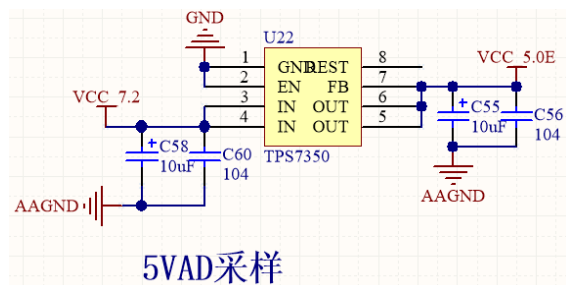 GND
U22
1 GND REST 8
2 EN FB 7
3 IN OUT 6
4 IN OUT 5
TPS7350
VCC_7.2
VCC_5.0E
C58
10uF
C60
104
C55
10uF
C56
104
AAGND
AAGND
5VAD采样